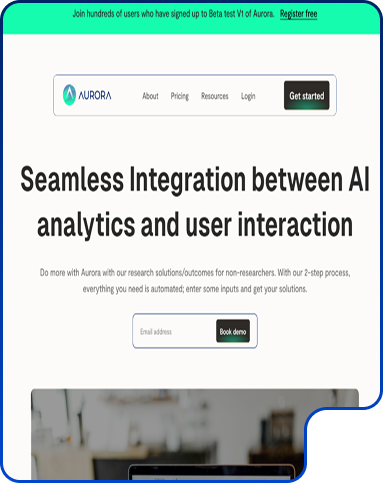 Join hundreds of users who have signed up to Beta test V1 of Aurora. Register free
AURORA About Pricing Resources Login Get started
Seamless Integration between AI
analytics and user interaction
Do more with Aurora with our research solutions/outcomes for non-researchers. With our 2-step process,
everything you need is automated; enter some inputs and get your solutions.
Email address Book demo